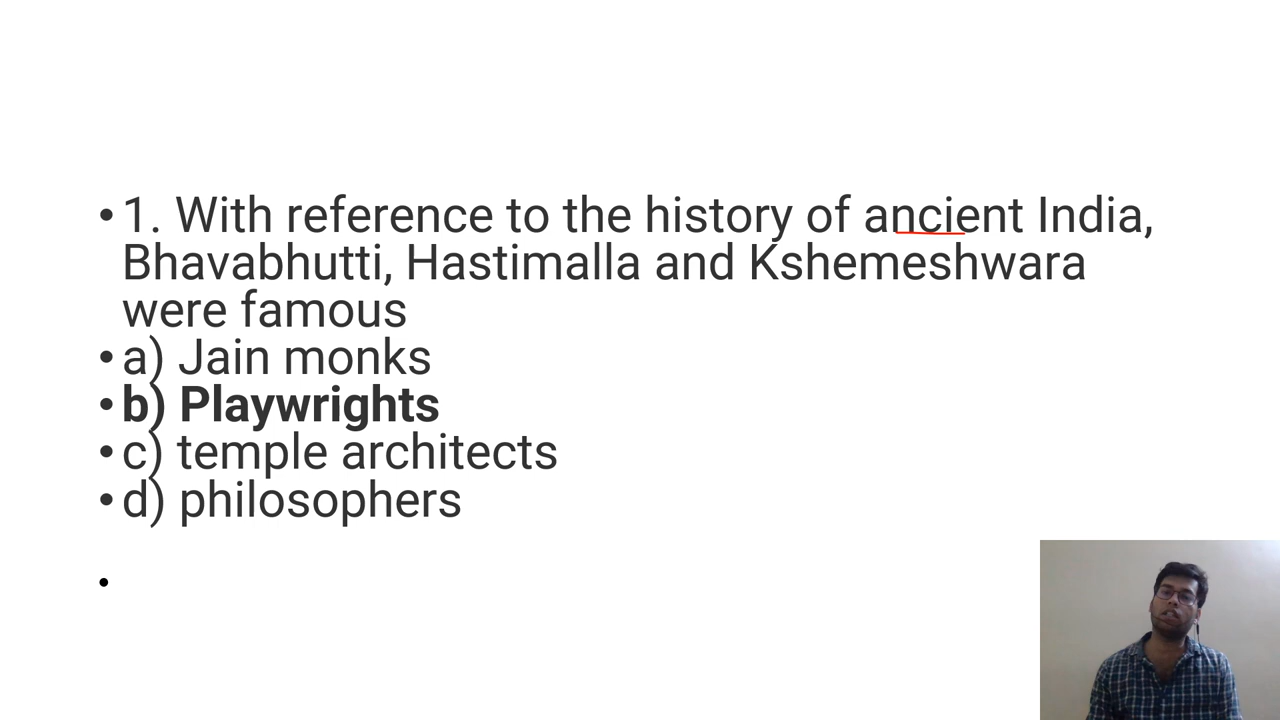 • 1. With reference to the history of ancient India,
Bhavabhutti, Hastimalla and Kshemeshwara
were famous
• a) Jain monks
• b) Playwrights
• c) temple architects
• d) philosophers
•